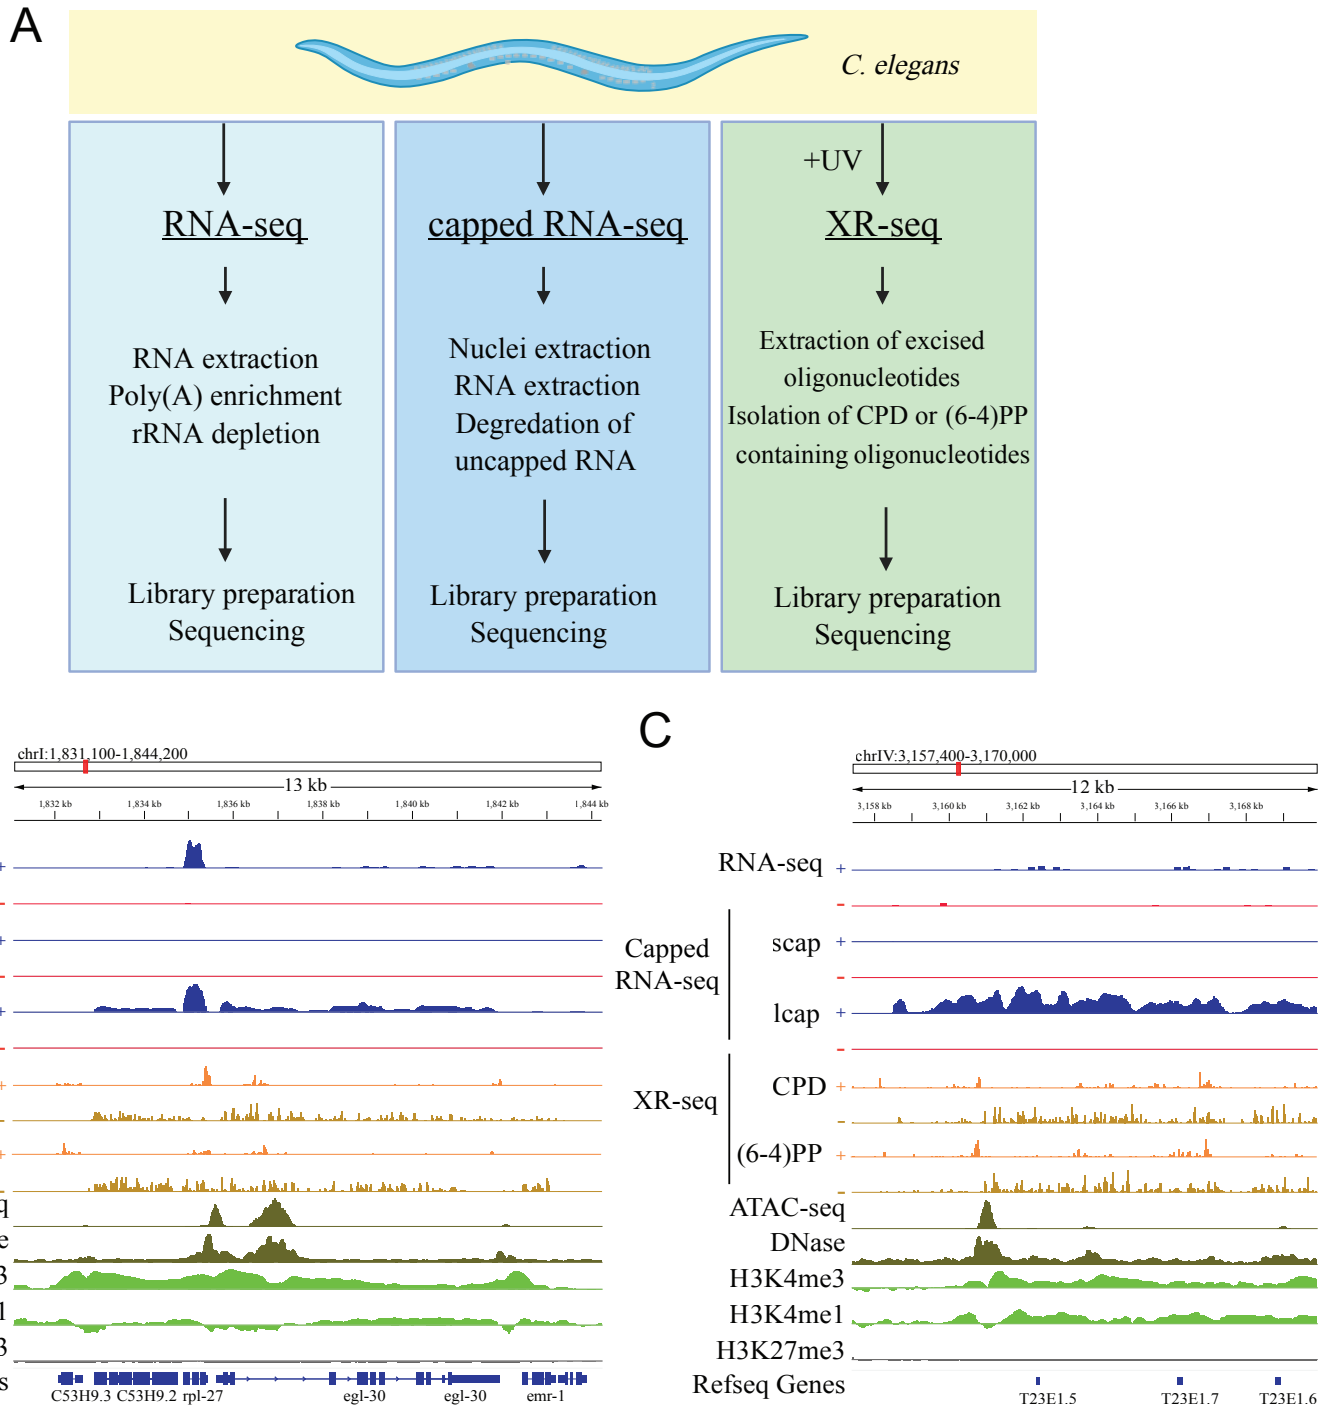 A
C. elegans
+UV
RNA-seq
capped RNA-seq
XR-seq
RNA extraction
Poly(A) enrichment
rRNA depletion
Nuclei extraction
RNA extraction
Degredation of
uncapped RNA
Extraction of excised
oligonucleotides
Isolation of CPD or (6-4)PP
containing oligonucleotides
Library preparation
Sequencing
Library preparation
Sequencing
Library preparation
Sequencing
chrI:1,831,100-1,844,200
13 kb
1,832 kb 1,834 kb 1,836 kb 1,838 kb 1,840 kb 1,842 kb 1,844 kb
+
-
+
-
+
-
+
-
+
-
q
e
3
1
3
s
C53H9.3 C53H9.2 rpl-27 egl-30 egl-30 emr-1
C
chrIV:3,157,400-3,170,000
12 kb
3,158 kb 3,160 kb 3,162 kb 3,164 kb 3,166 kb 3,168 kb
RNA-seq +
-
Capped
RNA-seq
scap +
-
lcap +
-
XR-seq
CPD +
-
(6-4)PP +
-
ATAC-seq
DNase
H3K4me3
H3K4me1
H3K27me3
Refseq Genes
T23E1.5 T23E1.7 T23E1.6